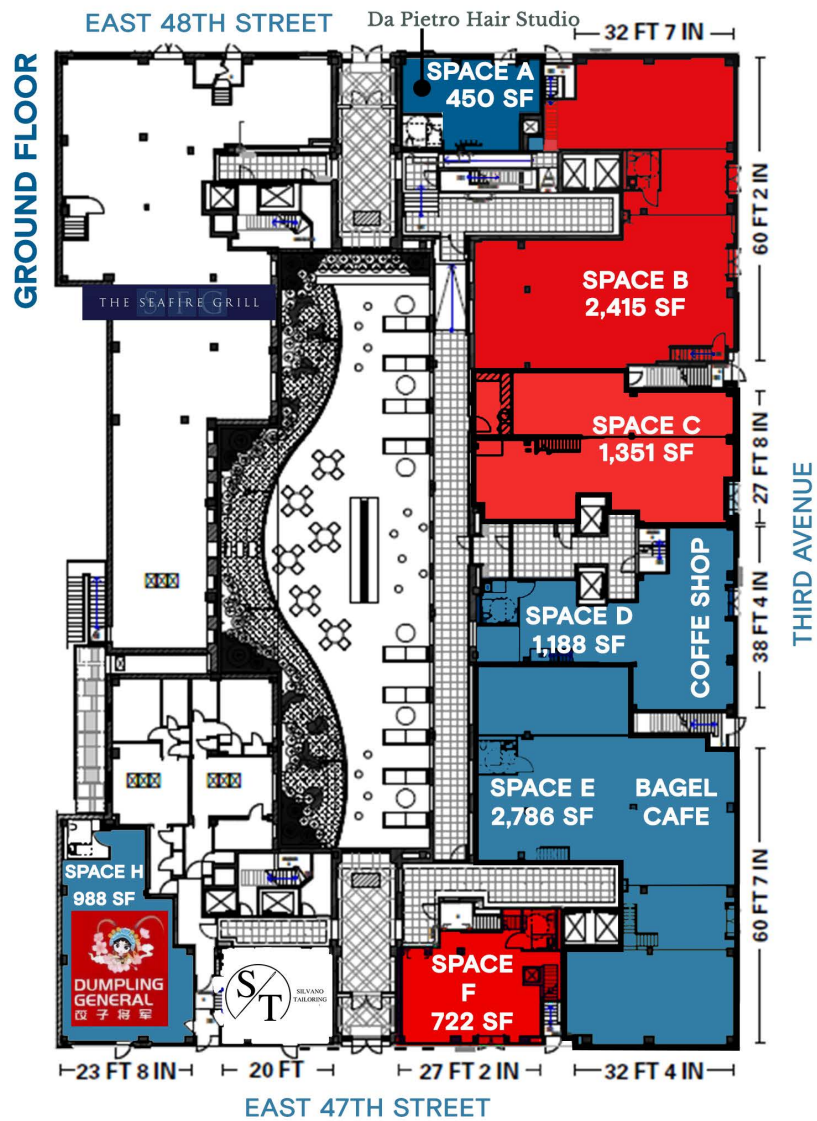 EAST 48TH STREET
Da Pietro Hair Studio
32 FT 7 IN
GROUND FLOOR
SPACE A
450 SF
60 FT 2 IN
SPACE B
2,415 SF
THE SEAFIRE GRILL
SFG
SPACE C
1,351 SF
27 FT 8 IN
THIRD AVENUE
COFFE SHOP
SPACE D
1,188 SF
38 FT 4 IN
SPACE E
2,786 SF
BAGEL
CAFE
SPACE H
988 SF
60 FT 7 IN
DUMPLING
GENERAL
饺子将军
S/T
SILVANO
TAILORING
SPACE
F
722 SF
23 FT 8 IN
20 FT
27 FT 2 IN
32 FT 4 IN
EAST 47TH STREET